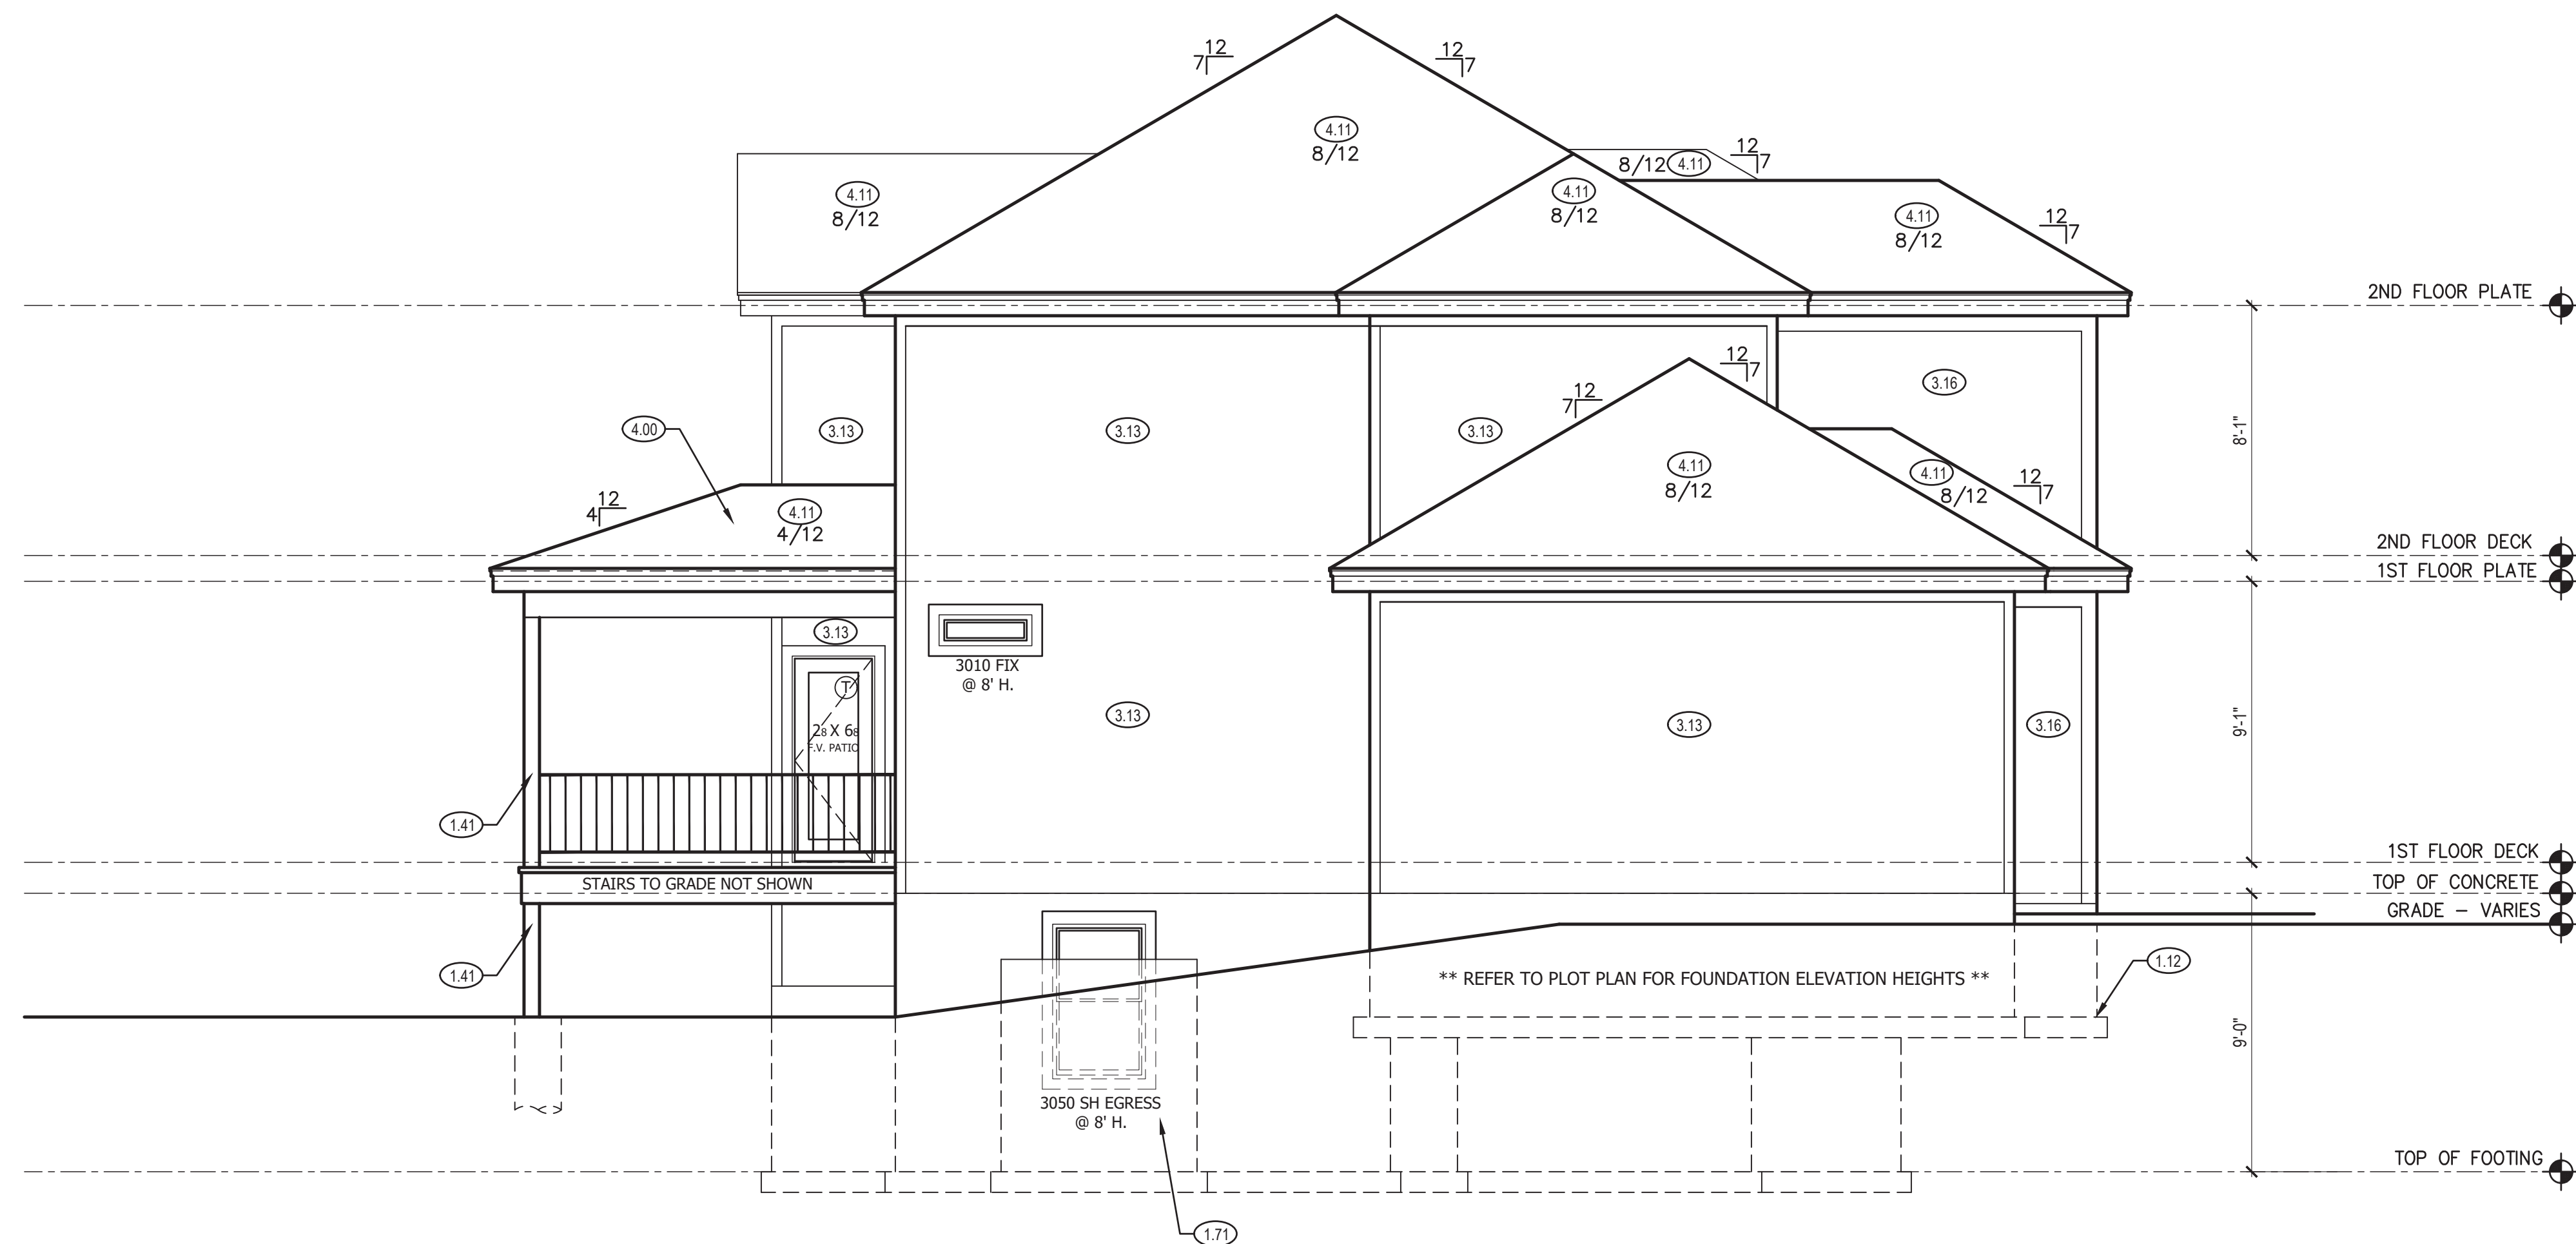 12
7
12
7
4.11
8/12
12
7
8/12 4.11
4.11
8/12
4.11
8/12
4.11
8/12
12
7
2ND FLOOR PLATE
12
7
12
7
3.16
4.00
3.13
3.13
3.13
8'-1"
4.11
8/12
4.11
8/12
12
7
12
4
4.11
4/12
2ND FLOOR DECK
1ST FLOOR PLATE
3.13
3010 FIX
@ 8' H.
T
28 X 68
F.V. PATIO
3.13
3.13
3.16
9'-1"
1.41
1ST FLOOR DECK
TOP OF CONCRETE
STAIRS TO GRADE NOT SHOWN
GRADE – VARIES
1.41
** REFER TO PLOT PLAN FOR FOUNDATION ELEVATION HEIGHTS **
1.12
9'-0"
3050 SH EGRESS
@ 8' H.
TOP OF FOOTING
1.71